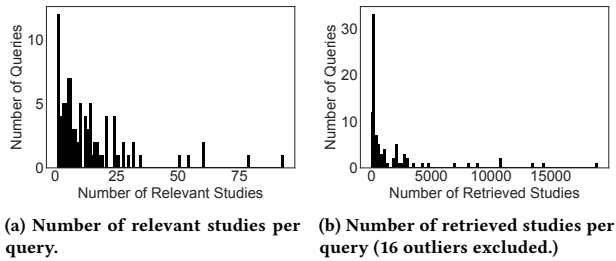 10
5
0
Number of Queries
0 25 50 75
Number of Relevant Studies
30
20
10
0
Number of Queries
0 5000 10000 15000
Number of Retrieved Studies
(a) Number of relevant studies per
query.
(b) Number of retrieved studies per
query (16 outliers excluded.)